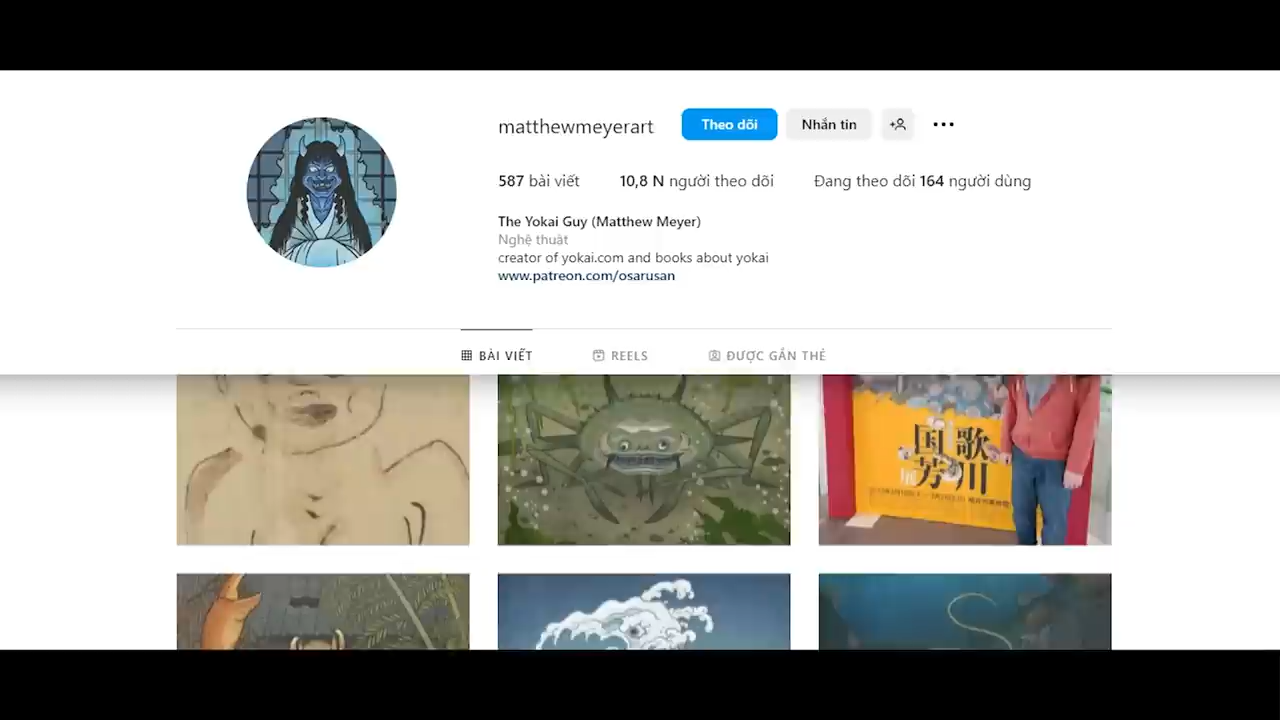 matthewmeyerart
Theo dõi
Nhắn tin
587 bài viết
10,8 N người theo dõi
Đang theo dõi 164 người dùng
The Yokai Guy (Matthew Meyer)
Nghệ thuật
creator of yokai.com and books about yokai
www.patreon.com/osarusan
BÀI VIẾT
REELS
ĐƯỢC GẮN THẺ
歌川
国芳
展